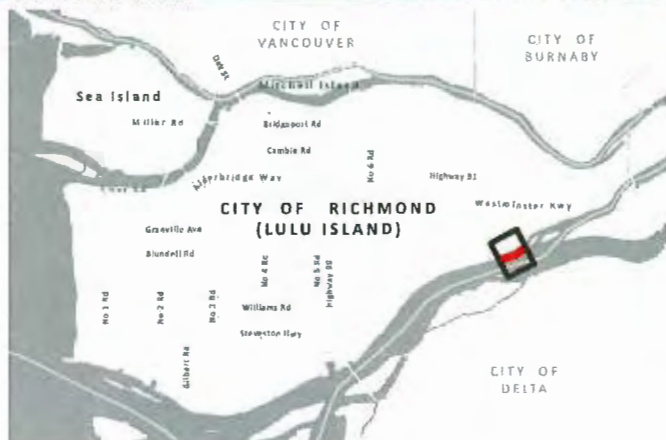 CITY OF
VANCOUVER
CITY OF
BURNABY
Oak St
Mitchell Island
Sea Island
Miller Rd
Bridgeport Rd
Cambie Rd
No 6 Rd
Highway 91
Alderbridge Way
Westminster Hwy
CITY OF RICHMOND
(LULU ISLAND)
Granville Ave
Blundell Rd
No 1 Rd
No 2 Rd
No 3 Rd
No 4 Rd
No 5 Rd
Highway 99
Williams Rd
Steveston Hwy
Gilbert Rd
CITY OF
DELTA